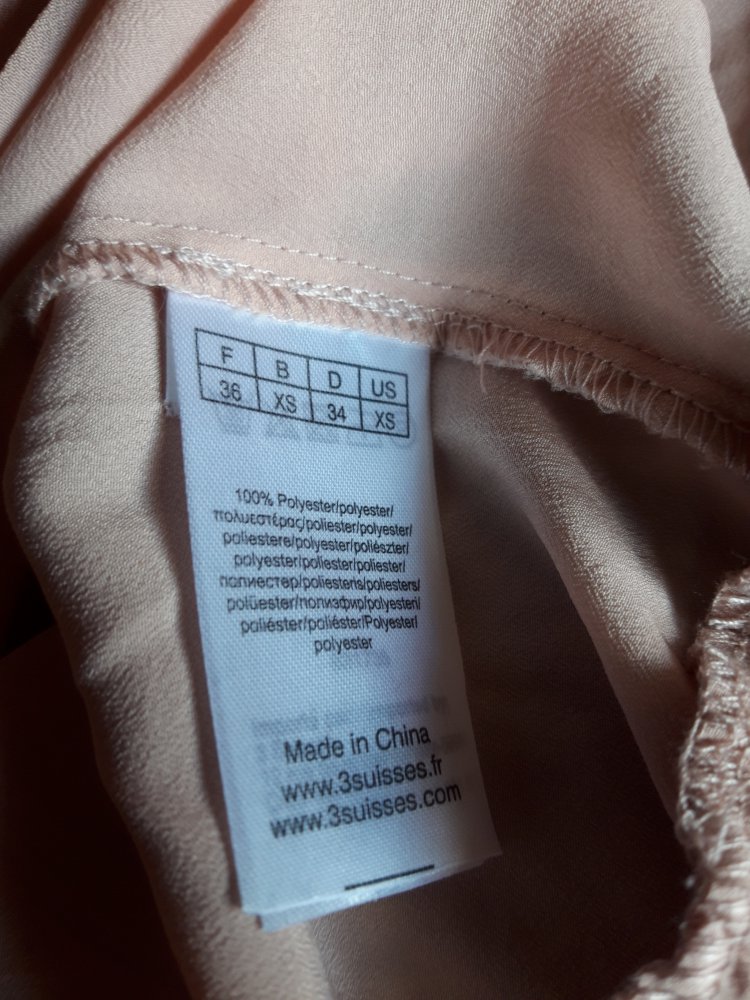 F B D US
36 XS 34 XS
100% Polyester/polyester/
πολυεστέρας/poliester/polyester/
poliestere/polyester/poliészter/
polyester/poliester/poliester/
полиестер/poliesteris/poliesters/
polüester/полиэфир/polyesteri/
poliéster/poliéster/Polyester/
polyester
Made in China
www.3suisses.fr
www.3suisses.com